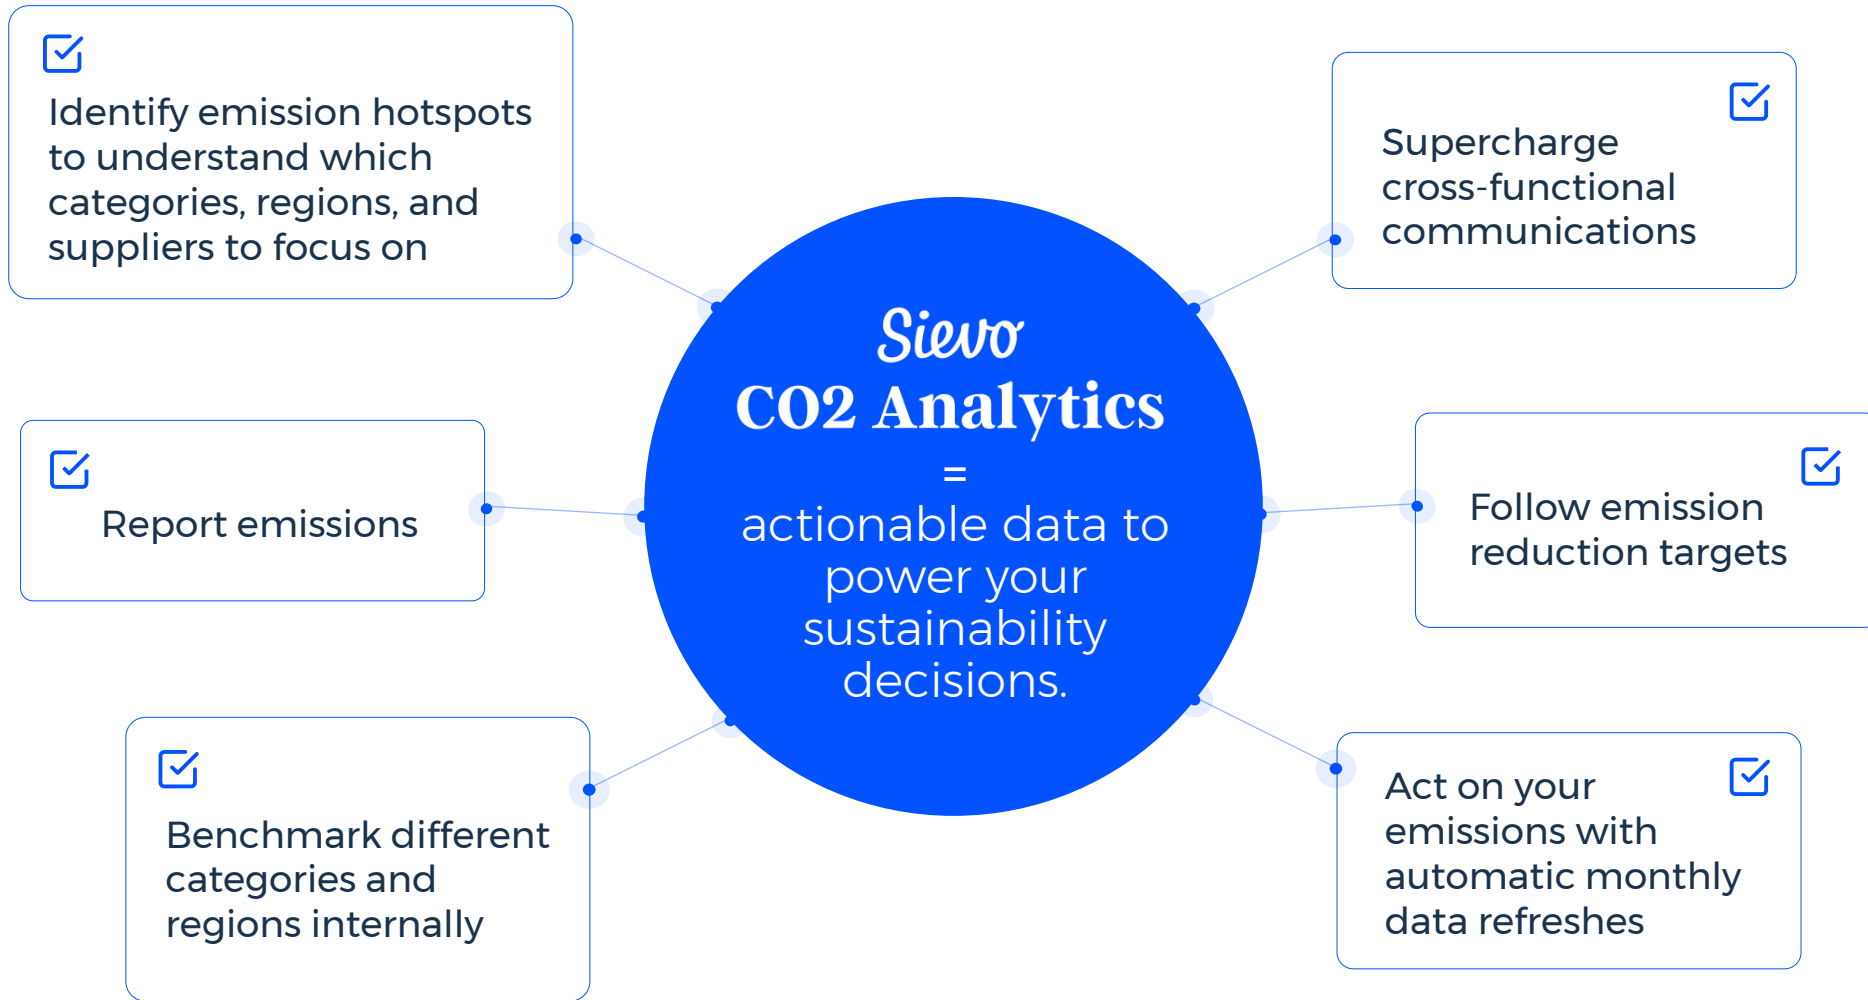 Identify emission hotspots
to understand which
categories, regions, and
suppliers to focus on
Report emissions
Benchmark different
categories and
regions internally
Sievo
CO2 Analytics
=
actionable data to
power your
sustainability
decisions.
Supercharge
cross-functional
communications
Follow emission
reduction targets
Act on your
emissions with
automatic monthly
data refreshes